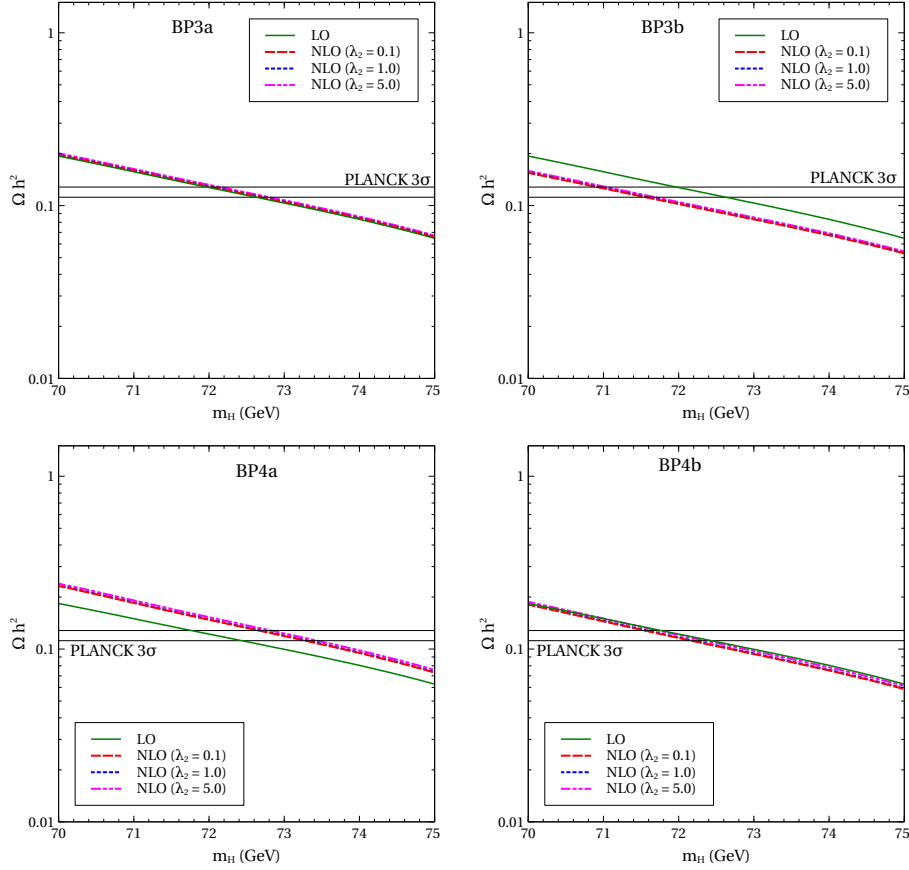 BP3a
LO
NLO (λ₂ = 0.1)
NLO (λ₂ = 1.0)
NLO (λ₂ = 5.0)
PLANCK 3σ
1
0.1
0.01
Ω h²
70 71 72 73 74 75
m_H (GeV)
BP3b
LO
NLO (λ₂ = 0.1)
NLO (λ₂ = 1.0)
NLO (λ₂ = 5.0)
PLANCK 3σ
1
0.1
0.01
Ω h²
70 71 72 73 74 75
m_H (GeV)
BP4a
1
0.1
0.01
Ω h²
PLANCK 3σ
LO
NLO (λ₂ = 0.1)
NLO (λ₂ = 1.0)
NLO (λ₂ = 5.0)
70 71 72 73 74 75
m_H (GeV)
BP4b
1
0.1
0.01
Ω h²
PLANCK 3σ
LO
NLO (λ₂ = 0.1)
NLO (λ₂ = 1.0)
NLO (λ₂ = 5.0)
70 71 72 73 74 75
m_H (GeV)